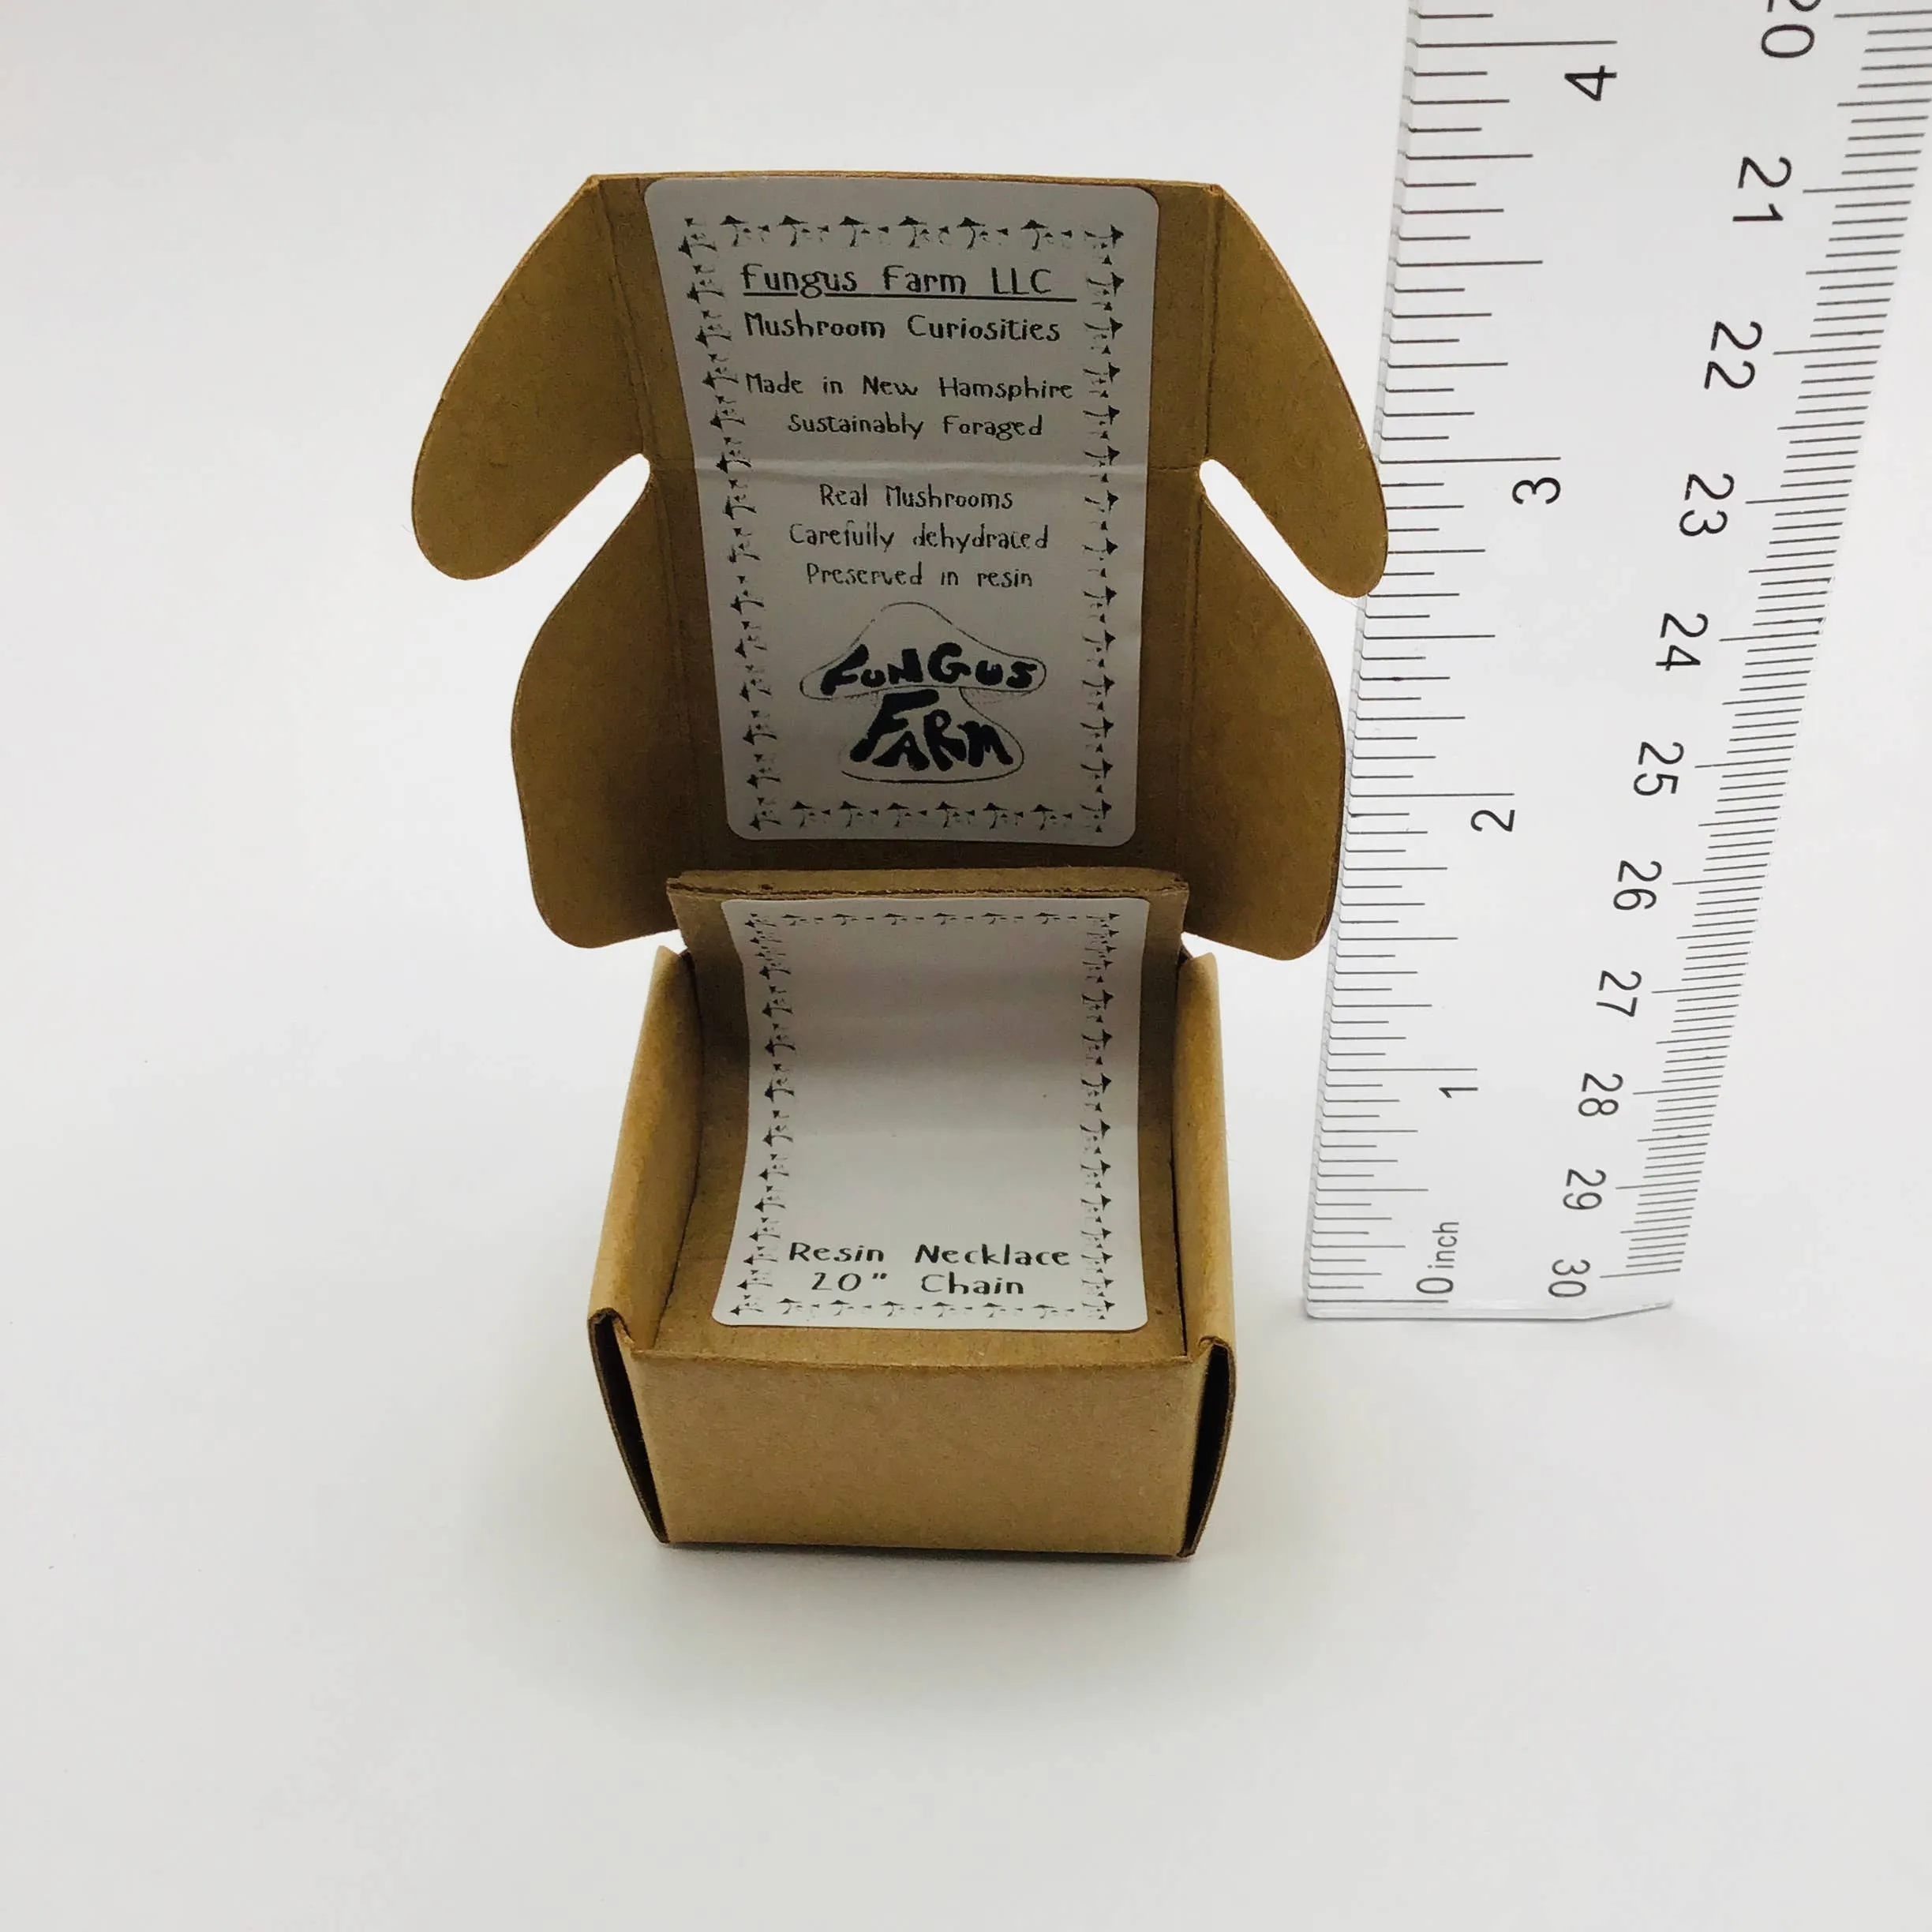 Fungus Farm LLC
Mushroom Curiosities
Made in New Hamsphire
Sustainably Foraged
Real Mushrooms
Carefully dehydrated
Preserved in resin
FUNGUS
FARM
Resin Necklace
20" Chain
20
21
22
23
24
25
26
27
28
29
30
4
3
2
1
0 inch